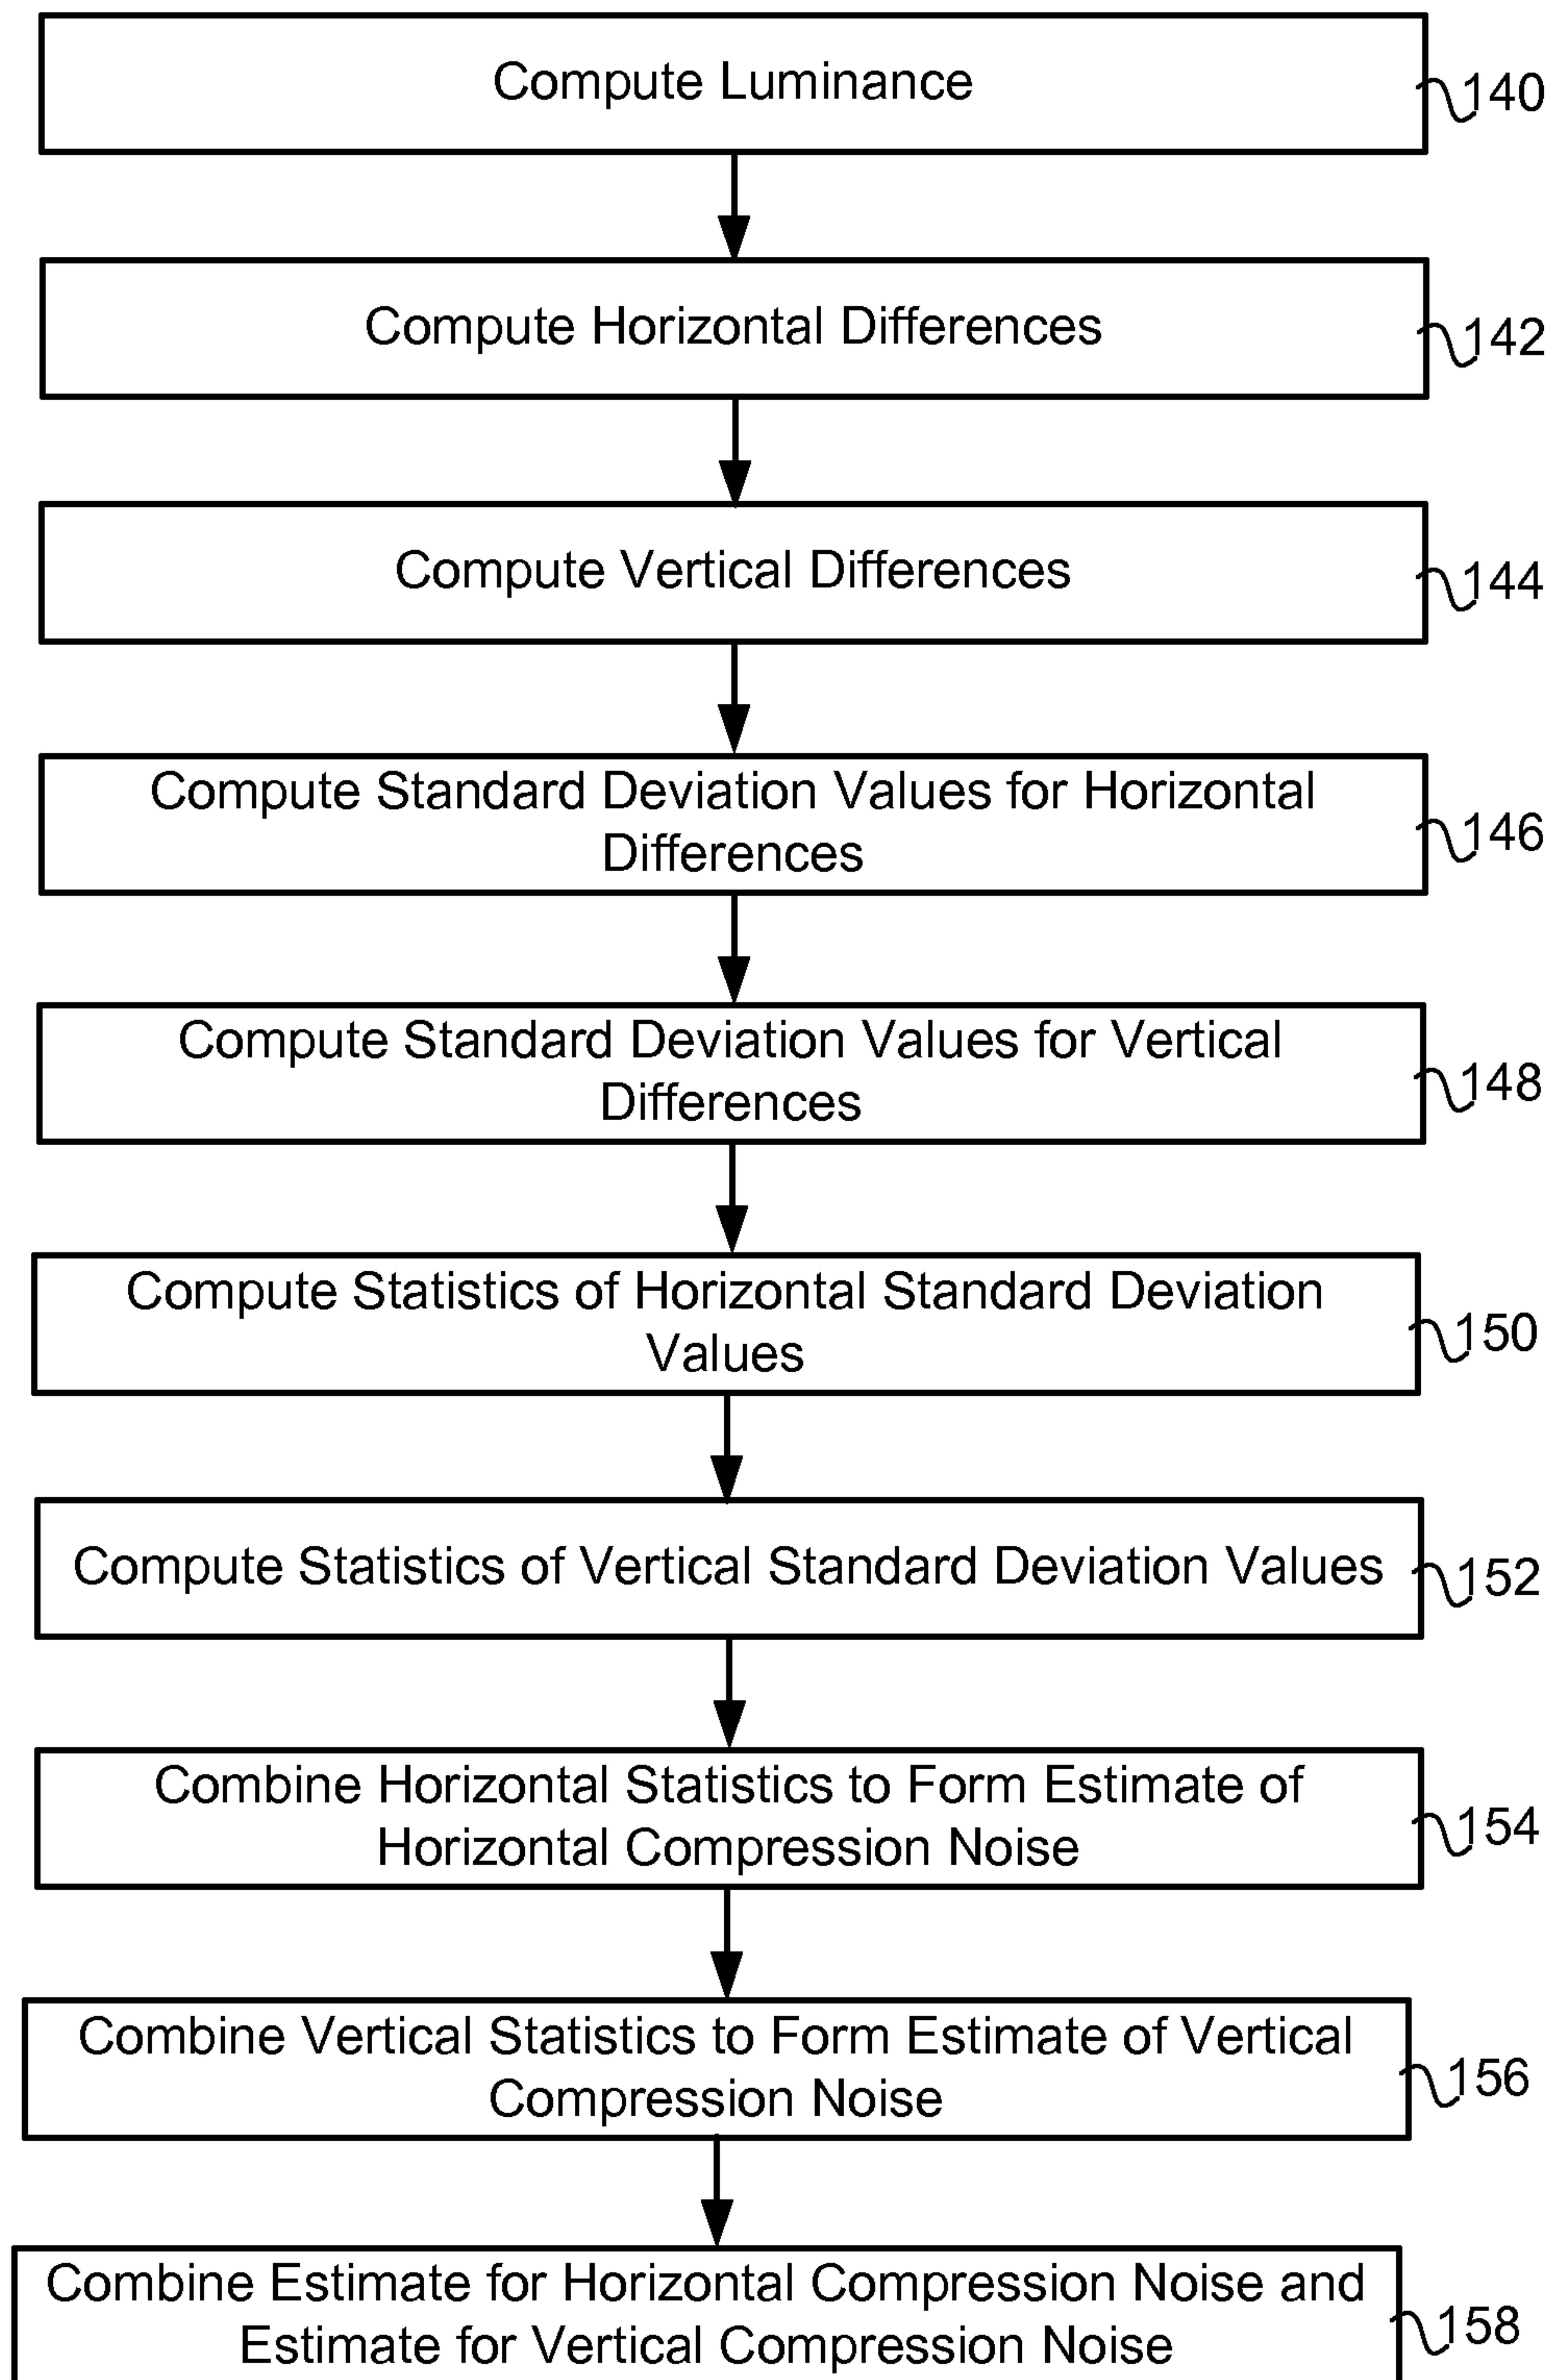 Compute Luminance
140
Compute Horizontal Differences
142
Compute Vertical Differences
144
Compute Standard Deviation Values for Horizontal
Differences
146
Compute Standard Deviation Values for Vertical
Differences
148
Compute Statistics of Horizontal Standard Deviation
Values
150
Compute Statistics of Vertical Standard Deviation Values
152
Combine Horizontal Statistics to Form Estimate of
Horizontal Compression Noise
154
Combine Vertical Statistics to Form Estimate of Vertical
Compression Noise
156
Combine Estimate for Horizontal Compression Noise and
Estimate for Vertical Compression Noise
158